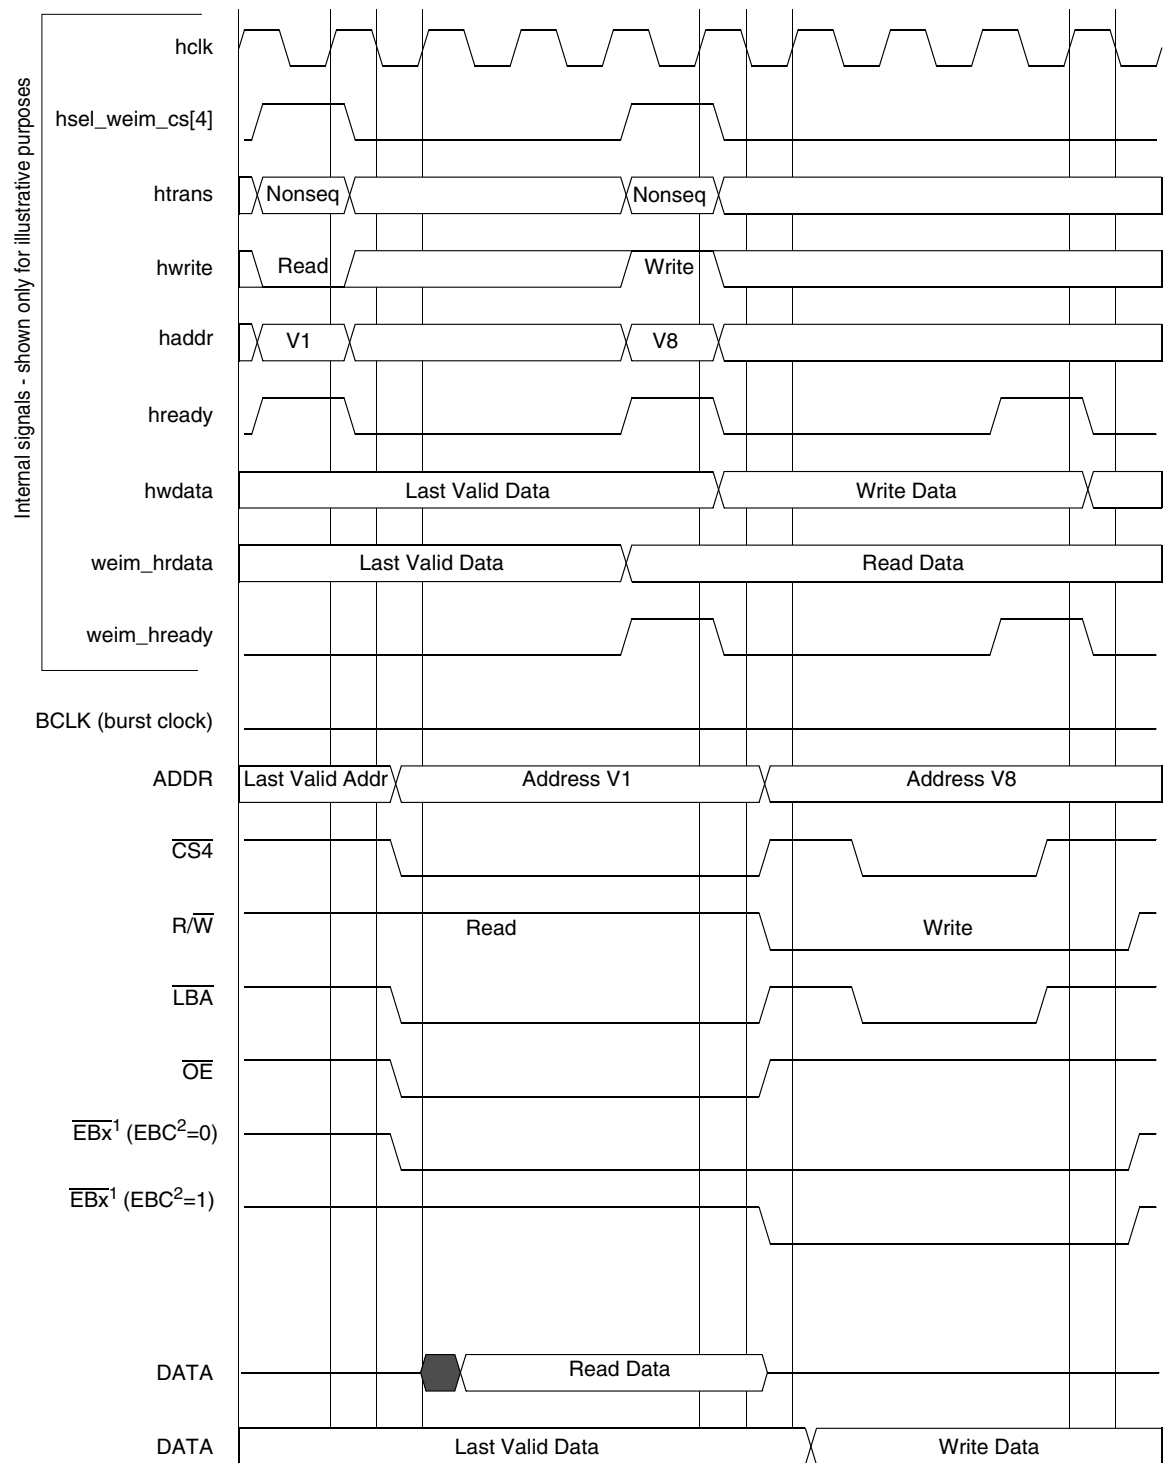 Internal signals - shown only for illustrative purposes
hclk
hsel_weim_cs[4]
htrans Nonseq Nonseq
hwrite Read Write
haddr V1 V8
hready
hwdata Last Valid Data Write Data
weim_hrdata Last Valid Data Read Data
weim_hready
BCLK (burst clock)
ADDR Last Valid Addr Address V1 Address V8
CS4
R/W Read Write
LBA
OE
EBx1 (EBC2=0)
EBx1 (EBC2=1)
DATA Read Data
DATA Last Valid Data Write Data